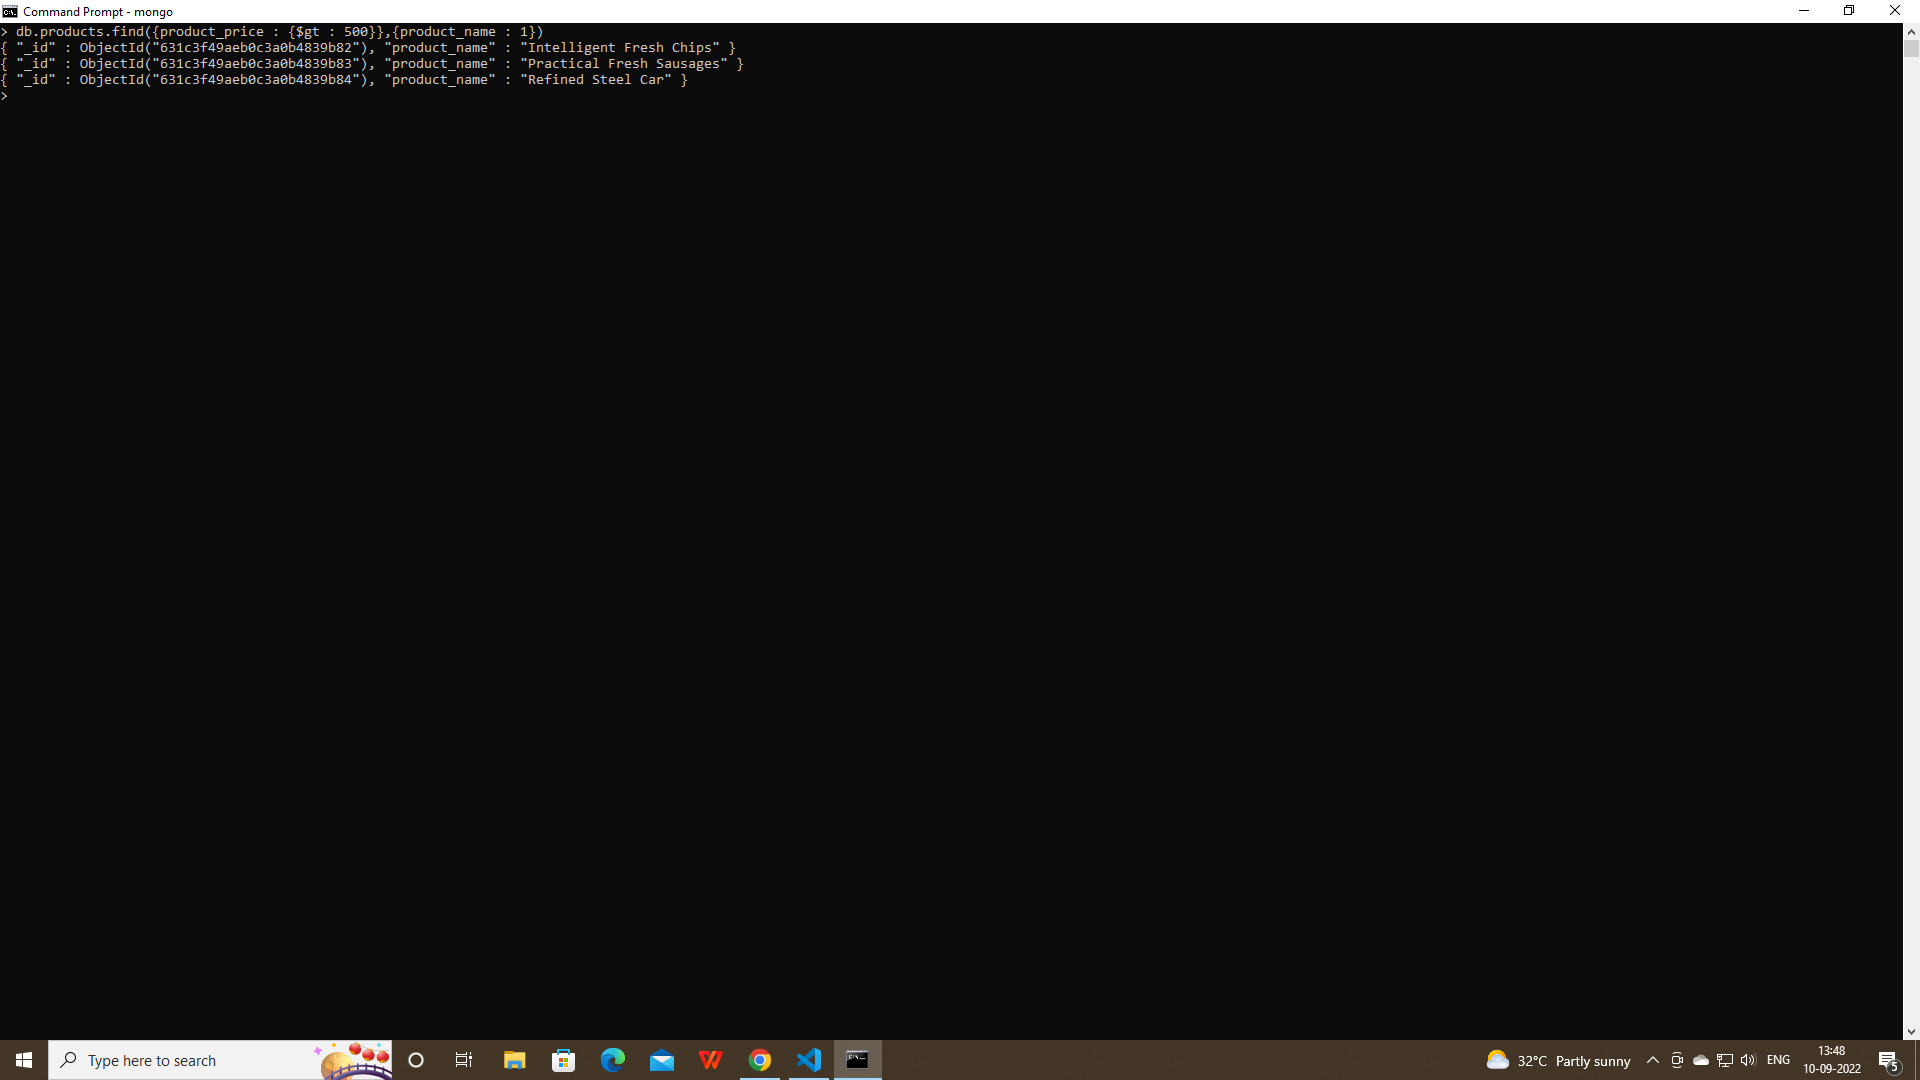 Command Prompt - mongo
> db.products.find({product_price : {$gt : 500}},{product_name : 1})
{ "_id" : ObjectId("631c3f49aeb0c3a0b4839b82"), "product_name" : "Intelligent Fresh Chips" }
{ "_id" : ObjectId("631c3f49aeb0c3a0b4839b83"), "product_name" : "Practical Fresh Sausages" }
{ "_id" : ObjectId("631c3f49aeb0c3a0b4839b84"), "product_name" : "Refined Steel Car" }
>
Type here to search
32°C Partly sunny
ENG
13:48
10-09-2022
5